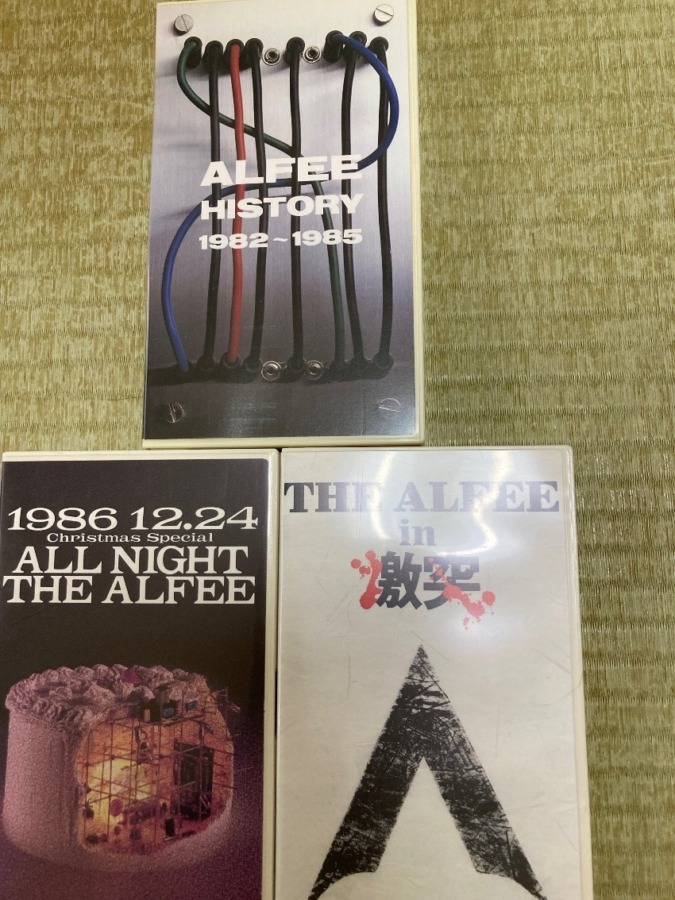 ALFEE
HISTORY
1982~1985
1986 12.24
Christmas Special
ALL NIGHT
THE ALFEE
THE ALFEE
in
激突